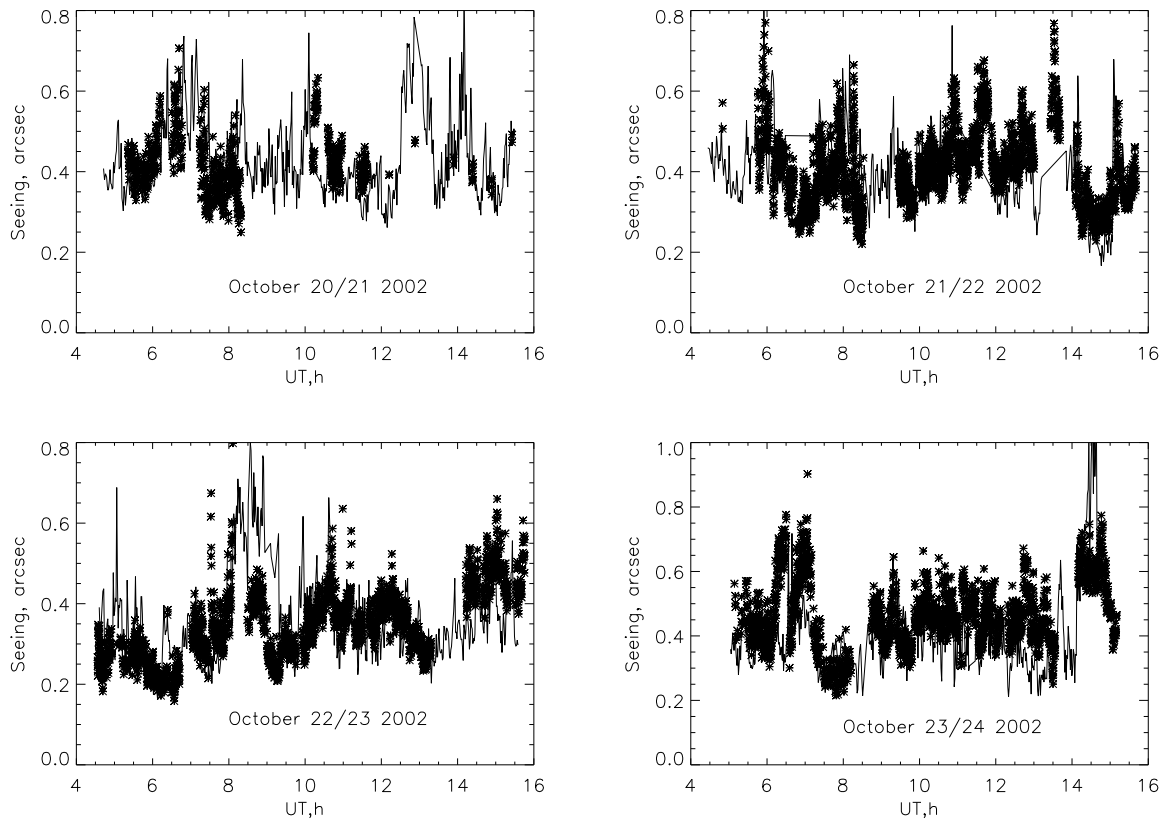 0.8
0.6
0.4
0.2
0.0
Seeing, arcsec
October 20/21 2002
4 6 8 10 12 14 16
UT,h
0.8
0.6
0.4
0.2
0.0
Seeing, arcsec
October 21/22 2002
4 6 8 10 12 14 16
UT,h
0.8
0.6
0.4
0.2
0.0
Seeing, arcsec
October 22/23 2002
4 6 8 10 12 14 16
UT,h
1.0
0.8
0.6
0.4
0.2
0.0
Seeing, arcsec
October 23/24 2002
4 6 8 10 12 14 16
UT,h